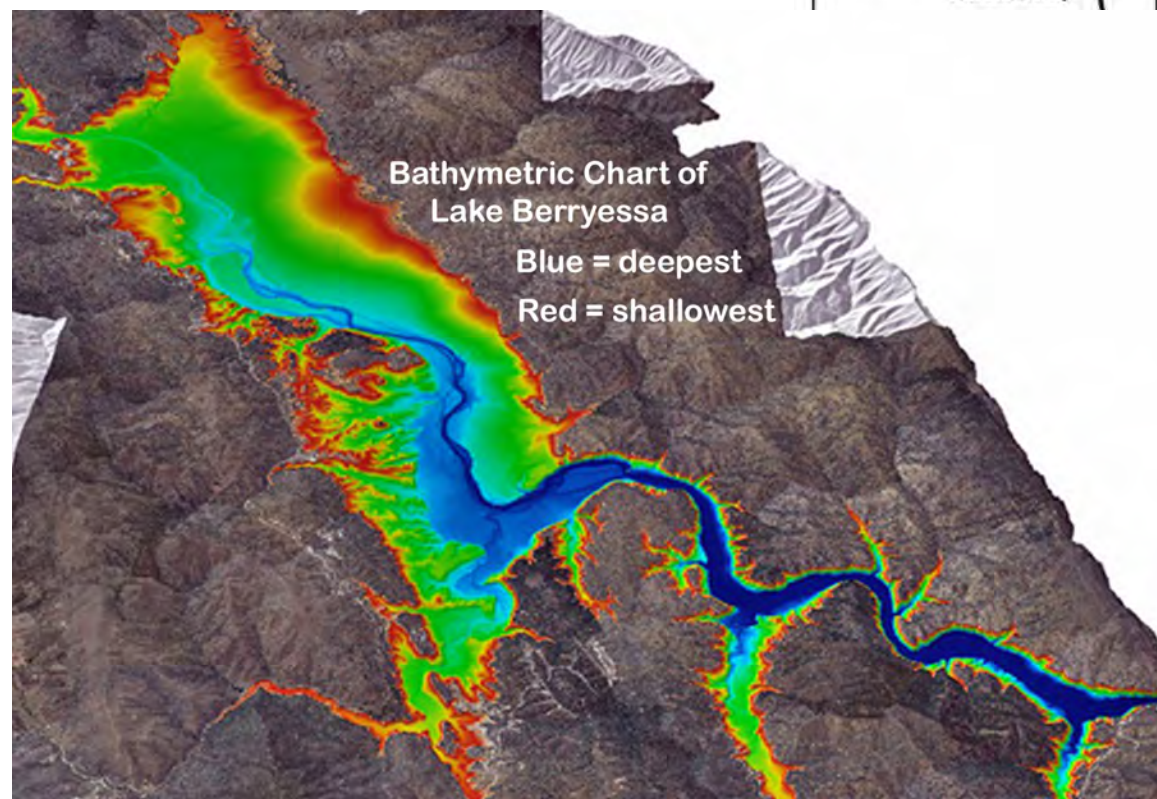 Bathymetric Chart of
Lake Berryessa
Blue = deepest
Red = shallowest